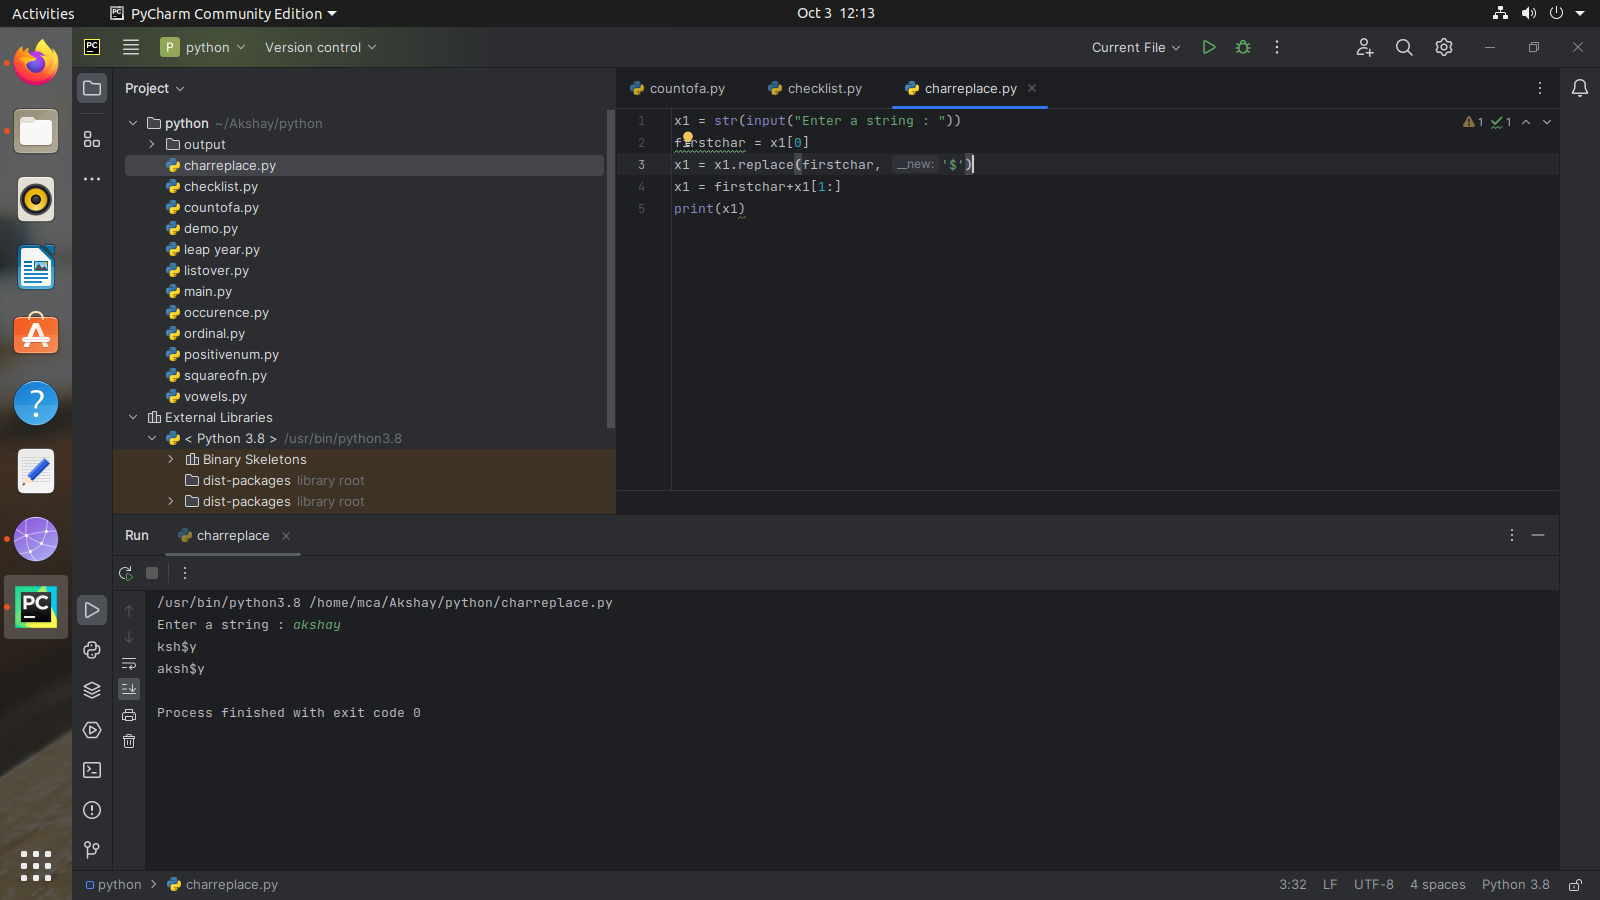 Activities PyCharm Community Edition Oct 3 12:13
PC P python Version control Current File
Project
python ~/Akshay/python
output
charreplace.py
checklist.py
countofa.py
demo.py
leap year.py
listover.py
main.py
occurence.py
ordinal.py
positivenum.py
squareofn.py
vowels.py
External Libraries
< Python 3.8 > /usr/bin/python3.8
Binary Skeletons
dist-packages library root
dist-packages library root
countofa.py checklist.py charreplace.py
1 x1 = str(input("Enter a string : "))
2 firstchar = x1[0]
3 x1 = x1.replace(firstchar, __new: '$')
4 x1 = firstchar+x1[1:]
5 print(x1)
1 1
Run charreplace
/usr/bin/python3.8 /home/mca/Akshay/python/charreplace.py
Enter a string : akshay
ksh$y
aksh$y
Process finished with exit code 0
PC
python charreplace.py 3:32 LF UTF-8 4 spaces Python 3.8